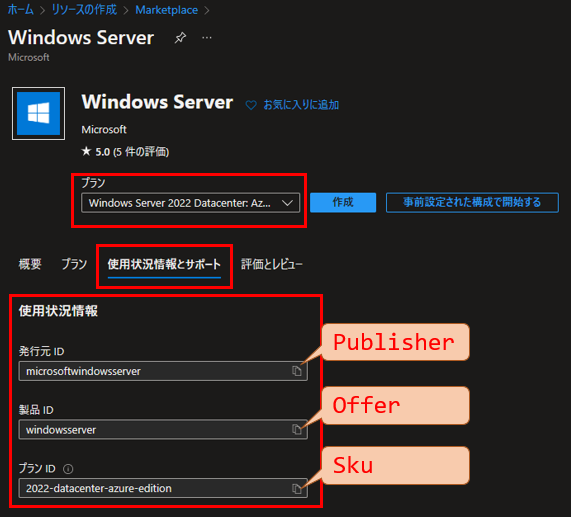 ホーム > リソースの作成 > Marketplace >
Windows Server
Microsoft
Windows Server
お気に入りに追加
Microsoft
★ 5.0 (5 件の評価)
プラン
Windows Server 2022 Datacenter: Az...
作成
事前設定された構成で開始する
概要 プラン 使用状況情報とサポート 評価とレビュー
使用状況情報
発行元 ID
microsoftwindowsserver
Publisher
製品 ID
windowsserver
Offer
プラン ID
2022-datacenter-azure-edition
Sku